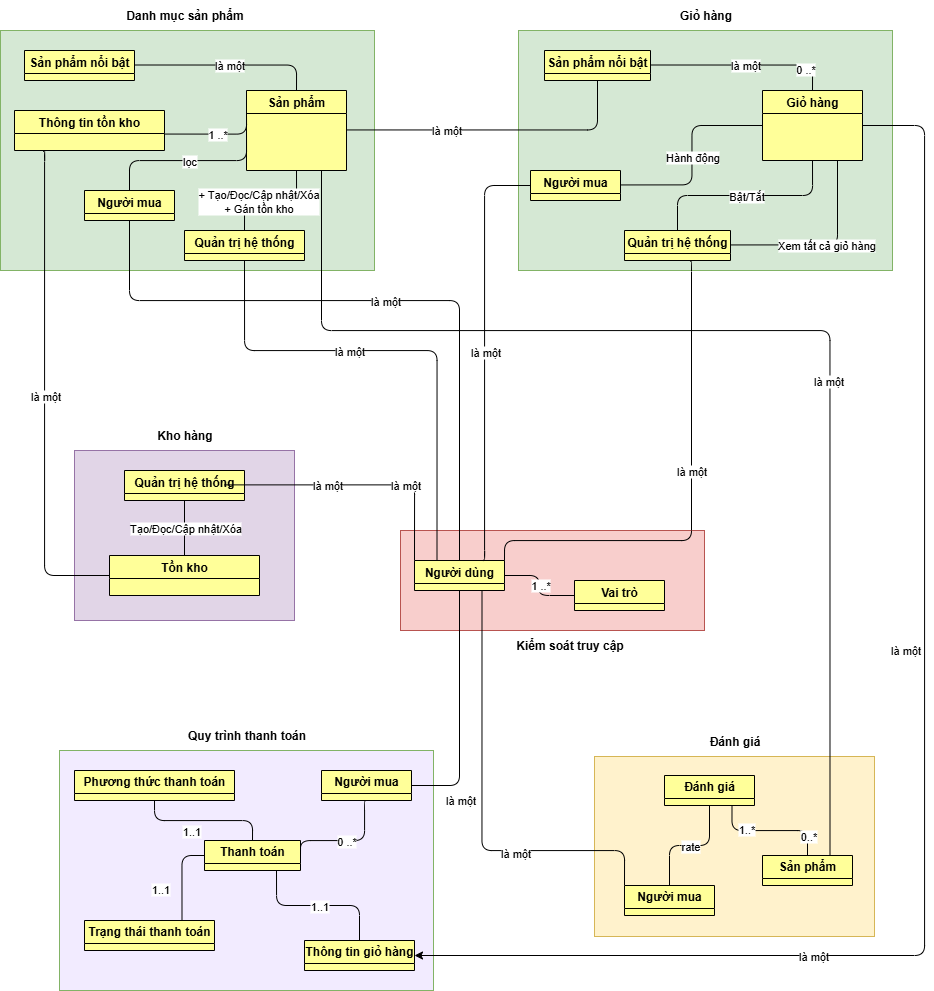 Danh mục sản phẩm
Sản phẩm nổi bật
là một
Sản phẩm
Thông tin tồn kho
1 ..*
lọc
Người mua
+ Tạo/Đọc/Cập nhật/Xóa
+ Gán tồn kho
Quản trị hệ thống
là một
Giỏ hàng
Sản phẩm nổi bật
là một
0 ..*
Giỏ hàng
Hành động
Người mua
Bật/Tắt
Quản trị hệ thống
Xem tất cả giỏ hàng
là một
là một
là một
là một
là một
là một
Kho hàng
Quản trị hệ thống
là một
là một
Tạo/Đọc/Cập nhật/Xóa
Tồn kho
Người dùng
1 ..*
Vai trò
Kiểm soát truy cập
là một
Quy trình thanh toán
Phương thức thanh toán
Người mua
là một
1..1
0 ..*
Thanh toán
1..1
1..1
Trạng thái thanh toán
Thông tin giỏ hàng
Đánh giá
Đánh giá
1..*
0..*
rate
là một
Sản phẩm
Người mua
là một